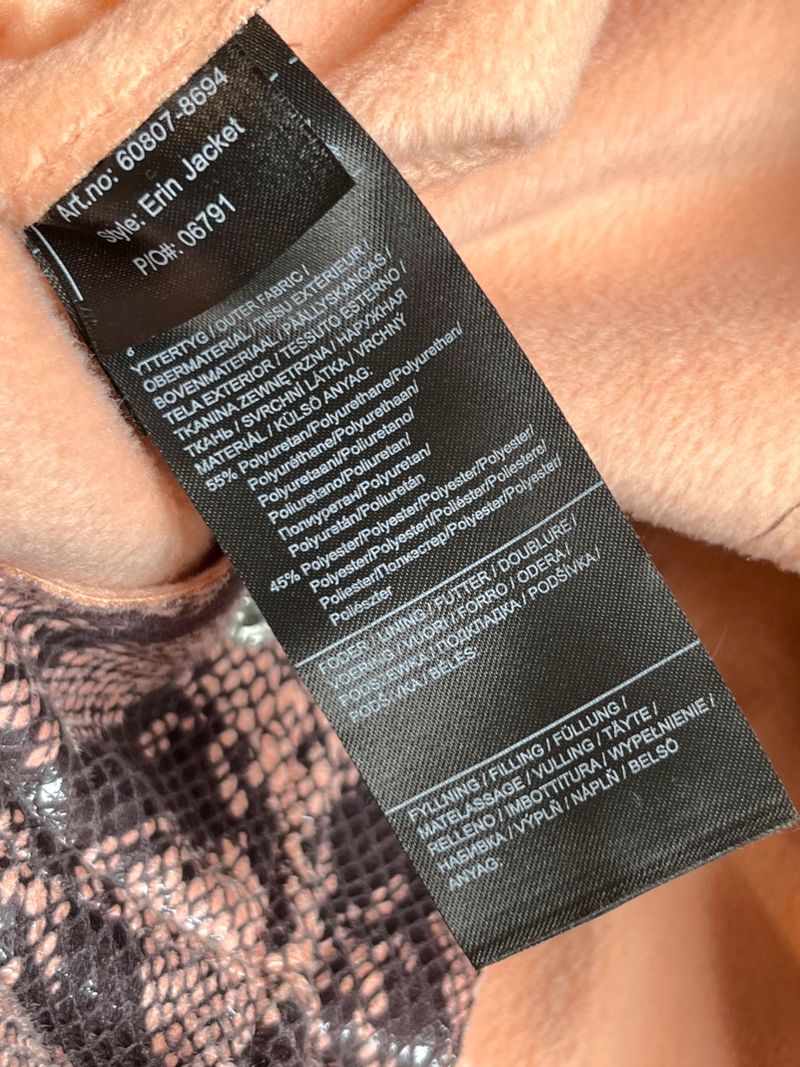 Art.no: 60807-8694
Style: Erin Jacket
P/O#: 06791
YTTERTYG / OUTER FABRIC /
OBERMATERIAL / TISSU EXTÉRIEUR /
BOVENMATERIAAL / PÄÄLLYSKANGAS /
TELA EXTERIOR / TESSUTO ESTERNO /
TKANINA ZEWNĘTRZNA / НАРУЖНАЯ
ТКАНЬ / SVRCHNÍ LÁTKA / VRCHNÝ
MATERIÁL / KÜLSŐ ANYAG:
55% Polyuretan/Polyurethane/Polyurethan/
Polyuréthane/Polyurethaan/
Polyuretaani/Poliuretano/
Poliuretano/Poliuretan/
Полиуретан/Polyuretan/
Polyuretán/Poliuretán
45% Polyester/Polyester/Polyester/
Polyester/Polyester/Polyesteri/Poliéster/Poliestere/
Poliester/Полиэстер/Polyester/Polyester/
Poliészter
FODER / LINING / FUTTER / DOUBLURE /
VOERING / VUORI / FORRO / FODERA /
PODSZEWKA / ПОДКЛАДКА / PODŠÍVKA /
PODŠÍVKA / BÉLÉS:
FYLLNING / FILLING / FÜLLUNG /
MATELASSAGE / VULLING / TÄYTE /
RELLENO / IMBOTTITURA / WYPEŁNIENIE /
НАБИВКА / VÝPLŇ / NÁPLŇ / BELSŐ
ANYAG: